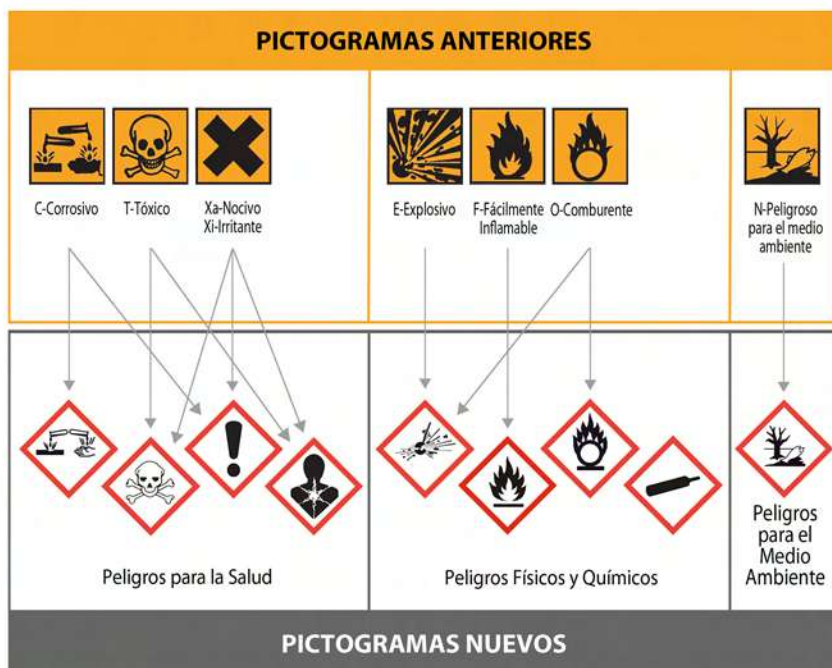 PICTOGRAMAS ANTERIORES
C-Corrosivo
T-Tóxico
Xa-Nocivo
Xi-Irritante
E-Explosivo
F-Fácilmente
Inflamable
O-Comburente
N-Peligroso
para el medio
ambiente
Peligros para la Salud
Peligros Físicos y Químicos
Peligros
para el
Medio
Ambiente
PICTOGRAMAS NUEVOS